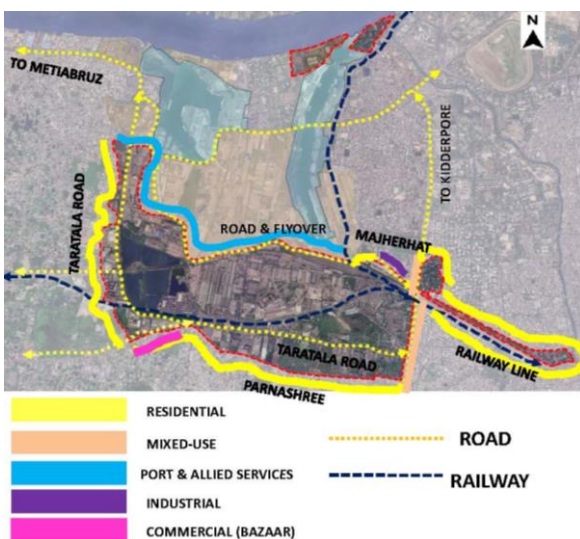 N
TO METIABRUZ
TO KIDDERPORE
TARATALA ROAD
ROAD & FLYOVER
MAJHERHAT
TARATALA ROAD
RAILWAY LINE
PARNASHREE
RESIDENTIAL
MIXED-USE
PORT & ALLIED SERVICES
INDUSTRIAL
COMMERCIAL (BAZAAR)
ROAD
RAILWAY